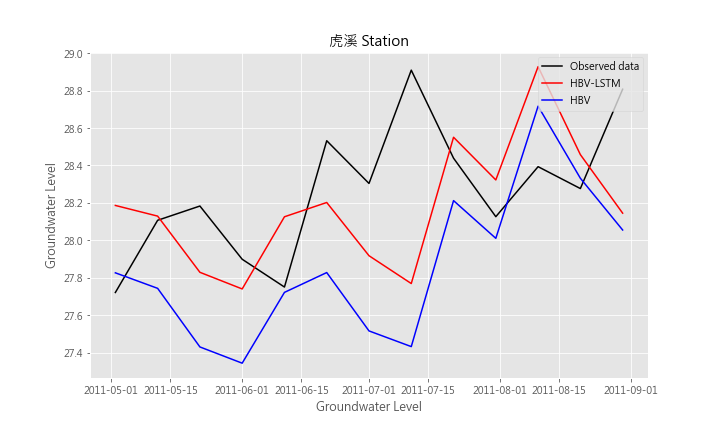 虎溪 Station
Groundwater Level
29.0
28.8
28.6
28.4
28.2
28.0
27.8
27.6
27.4
Observed data
HBV-LSTM
HBV
2011-05-01 2011-05-15 2011-06-01 2011-06-15 2011-07-01 2011-07-15 2011-08-01 2011-08-15 2011-09-01
Groundwater Level